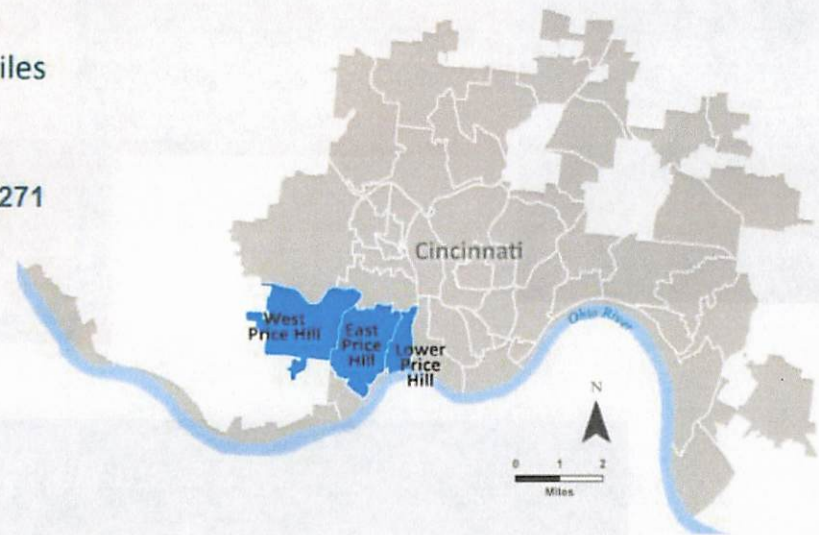 iles
271
Cincinnati
West
Price Hill
East
Price
Hill
Lower
Price
Hill
Ohio River
N
0 1 2
Miles